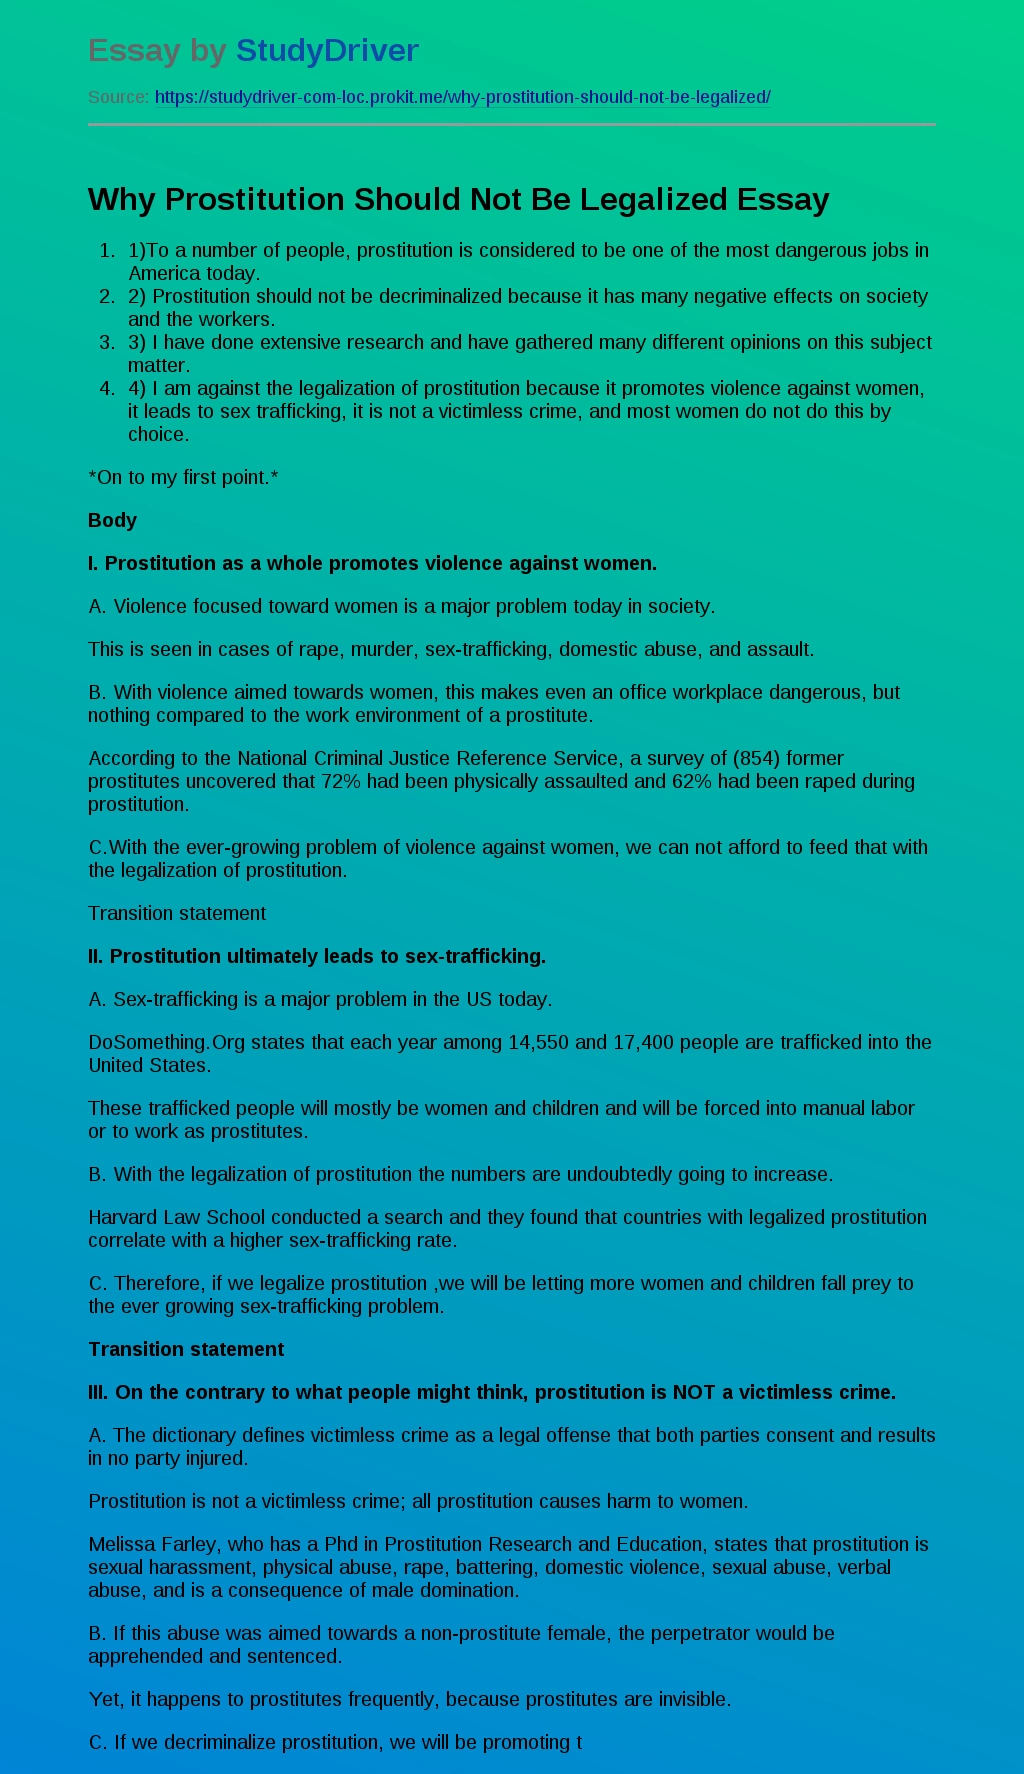 Essay by StudyDriver
Source: https://studydriver-com-loc.prokit.me/why-prostitution-should-not-be-legalized/
Why Prostitution Should Not Be Legalized Essay
1. 1)To a number of people, prostitution is considered to be one of the most dangerous jobs in
America today.
2. 2) Prostitution should not be decriminalized because it has many negative effects on society
and the workers.
3. 3) I have done extensive research and have gathered many different opinions on this subject
matter.
4. 4) I am against the legalization of prostitution because it promotes violence against women,
it leads to sex trafficking, it is not a victimless crime, and most women do not do this by
choice.
*On to my first point.*
Body
I. Prostitution as a whole promotes violence against women.
A. Violence focused toward women is a major problem today in society.
This is seen in cases of rape, murder, sex-trafficking, domestic abuse, and assault.
B. With violence aimed towards women, this makes even an office workplace dangerous, but
nothing compared to the work environment of a prostitute.
According to the National Criminal Justice Reference Service, a survey of (854) former
prostitutes uncovered that 72% had been physically assaulted and 62% had been raped during
prostitution.
C.With the ever-growing problem of violence against women, we can not afford to feed that with
the legalization of prostitution.
Transition statement
II. Prostitution ultimately leads to sex-trafficking.
A. Sex-trafficking is a major problem in the US today.
DoSomething.Org states that each year among 14,550 and 17,400 people are trafficked into the
United States.
These trafficked people will mostly be women and children and will be forced into manual labor
or to work as prostitutes.
B. With the legalization of prostitution the numbers are undoubtedly going to increase.
Harvard Law School conducted a search and they found that countries with legalized prostitution
correlate with a higher sex-trafficking rate.
C. Therefore, if we legalize prostitution ,we will be letting more women and children fall prey to
the ever growing sex-trafficking problem.
Transition statement
III. On the contrary to what people might think, prostitution is NOT a victimless crime.
A. The dictionary defines victimless crime as a legal offense that both parties consent and results
in no party injured.
Prostitution is not a victimless crime; all prostitution causes harm to women.
Melissa Farley, who has a Phd in Prostitution Research and Education, states that prostitution is
sexual harassment, physical abuse, rape, battering, domestic violence, sexual abuse, verbal
abuse, and is a consequence of male domination.
B. If this abuse was aimed towards a non-prostitute female, the perpetrator would be
apprehended and sentenced.
Yet, it happens to prostitutes frequently, because prostitutes are invisible.
C. If we decriminalize prostitution, we will be promoting t